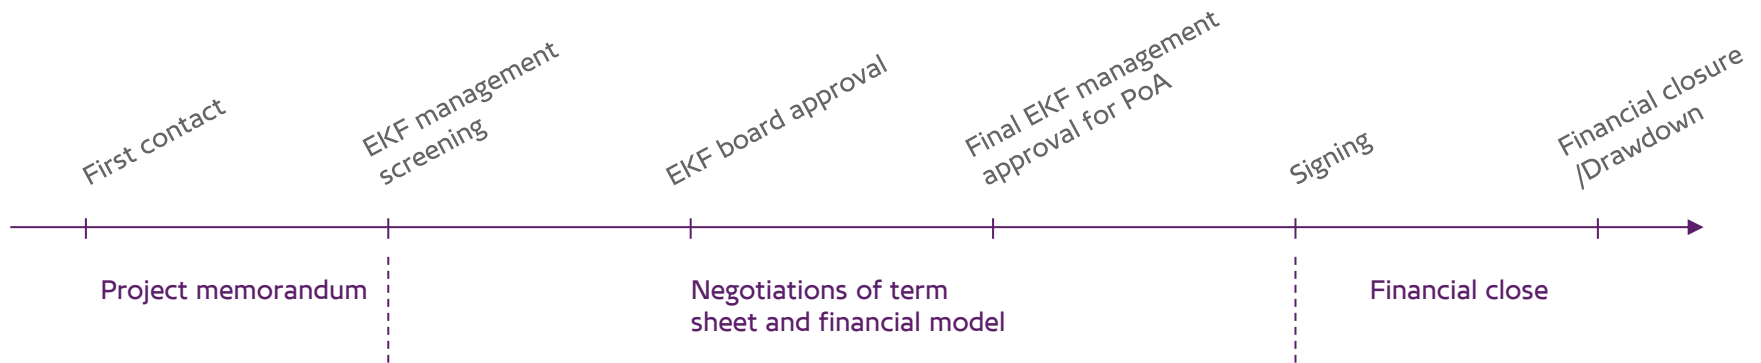 First contact
EKF management
screening
EKF board approval
Final EKF management
approval for PoA
Signing
Financial closure
/Drawdown
Project memorandum
Negotiations of term
sheet and financial model
Financial close